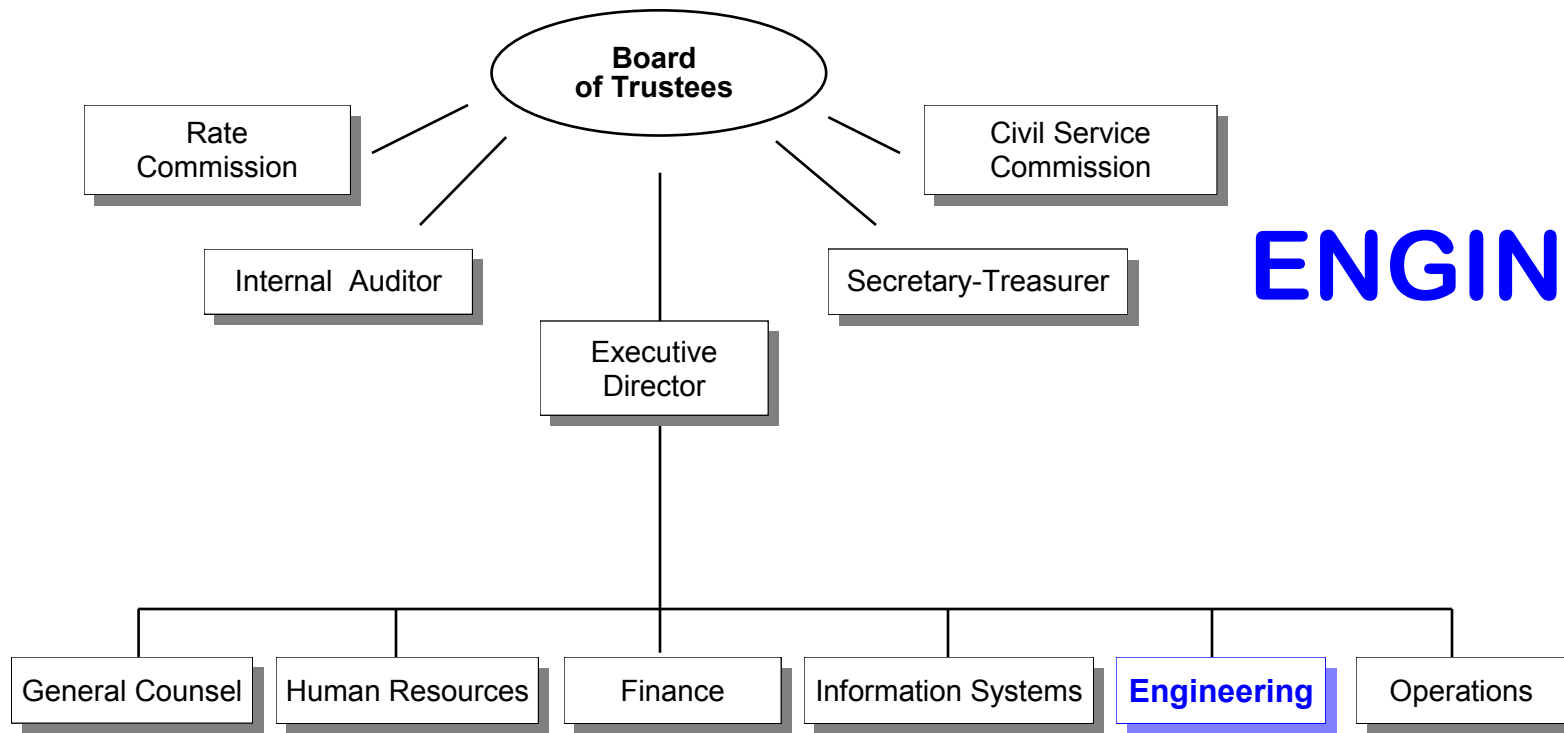 Board
of Trustees
Rate
Commission
Civil Service
Commission
Internal Auditor
Secretary-Treasurer
ENGIN
Executive
Director
General Counsel
Human Resources
Finance
Information Systems
Engineering
Operations